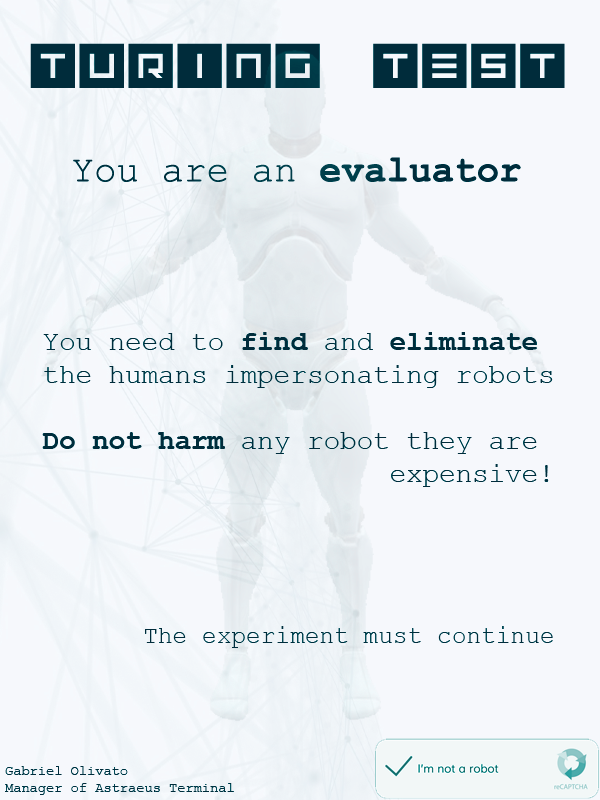 TURING TEST
You are an evaluator
You need to find and eliminate
the humans impersonating robots
Do not harm any robot they are
expensive!
The experiment must continue
Gabriel Olivato
Manager of Astraeus Terminal
I'm not a robot
reCAPTCHA